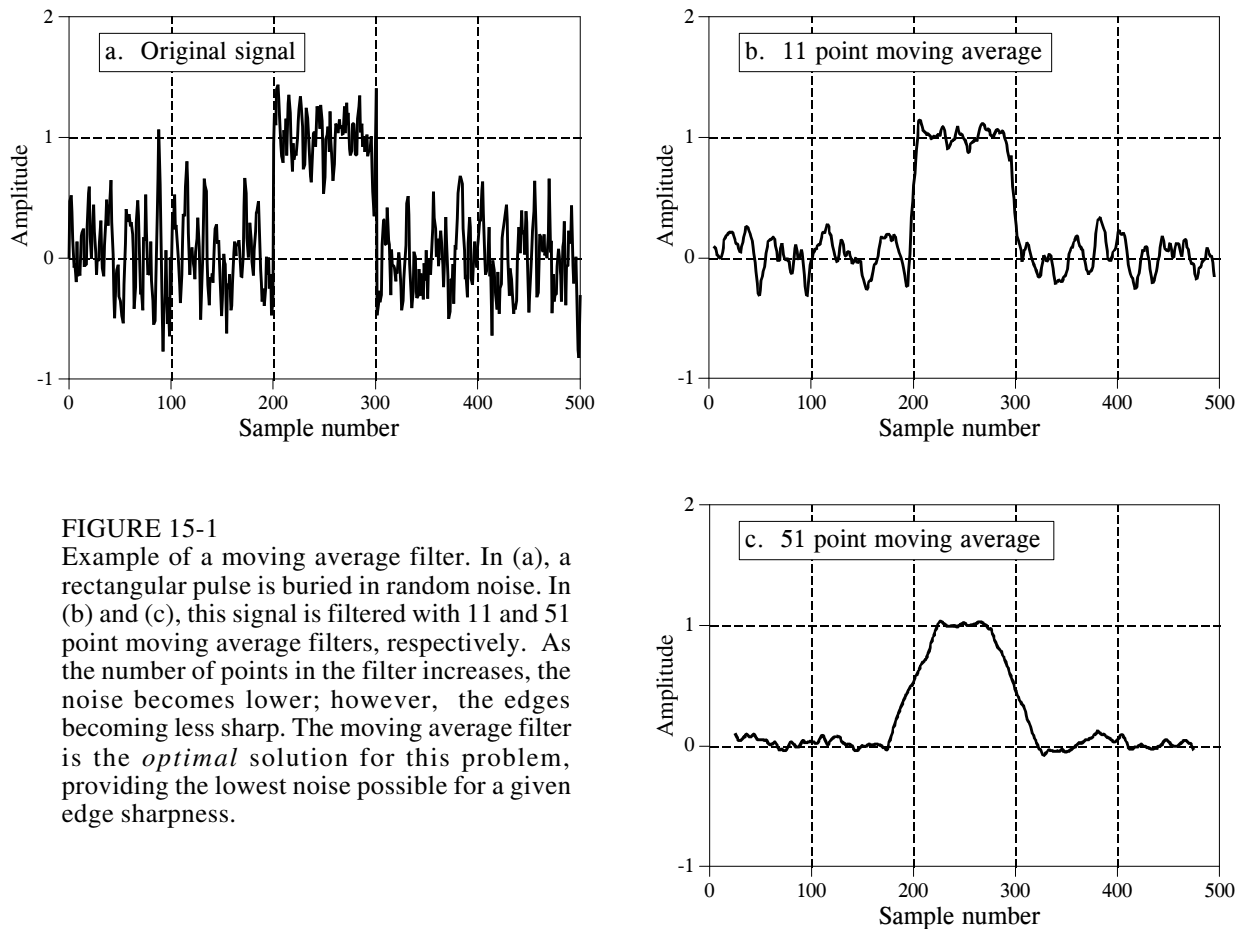 a. Original signal
2
1
0
-1
Amplitude
0 100 200 300 400 500
Sample number
b. 11 point moving average
2
1
0
-1
Amplitude
0 100 200 300 400 500
Sample number
FIGURE 15-1
Example of a moving average filter. In (a), a
rectangular pulse is buried in random noise. In
(b) and (c), this signal is filtered with 11 and 51
point moving average filters, respectively. As
the number of points in the filter increases, the
noise becomes lower; however, the edges
becoming less sharp. The moving average filter
is the optimal solution for this problem,
providing the lowest noise possible for a given
edge sharpness.
c. 51 point moving average
2
1
0
-1
Amplitude
0 100 200 300 400 500
Sample number